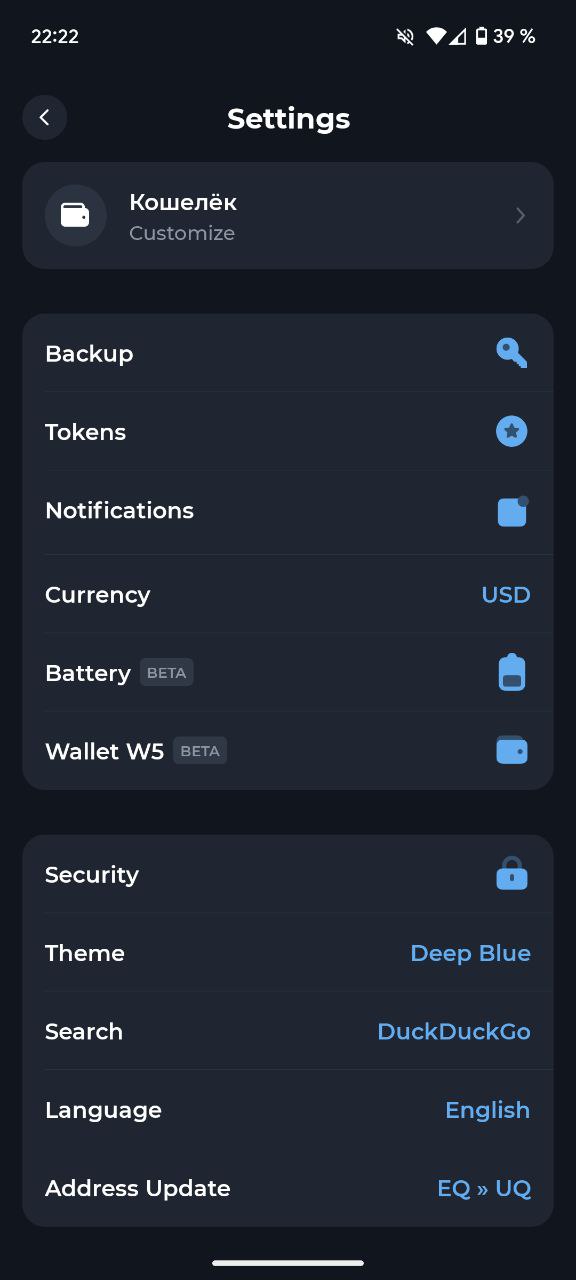 22:22
39 %
Settings
Кошелёк
Customize
Backup
Tokens
Notifications
Currency
USD
Battery BETA
Wallet W5 BETA
Security
Theme
Deep Blue
Search
DuckDuckGo
Language
English
Address Update
EQ » UQ